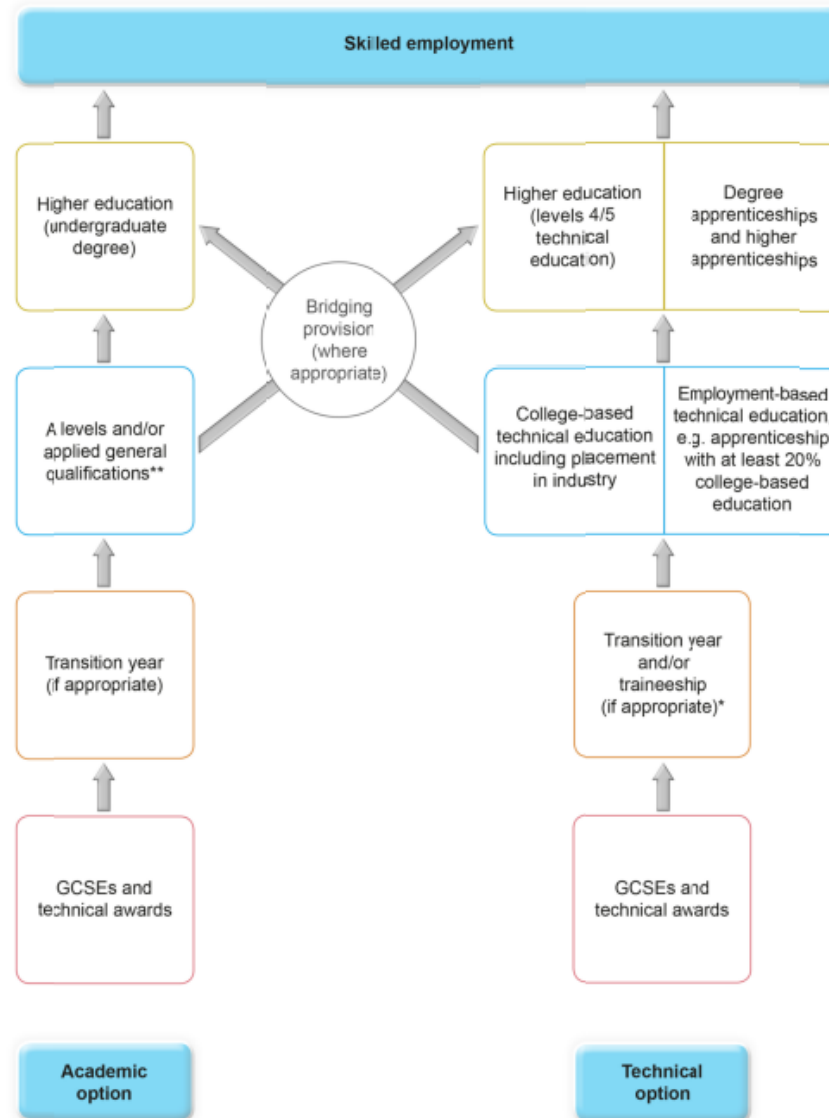 Skilled employment
Higher education
(undergraduate
degree)
Higher education
(levels 4/5
technical
education)
Degree
apprenticeships
and higher
apprenticeships
Bridging
provision
(where
appropriate)
A levels and/or
applied general
qualifications**
College-based
technical education
including placement
in industry
Employment-based
technical education,
e.g. apprenticeship
with at least 20%
college-based
education
Transition year
(if appropriate)
Transition year
and/or
traineeship
(if appropriate)*
GCSEs and
technical awards
GCSEs and
technical awards
Academic
option
Technical
option